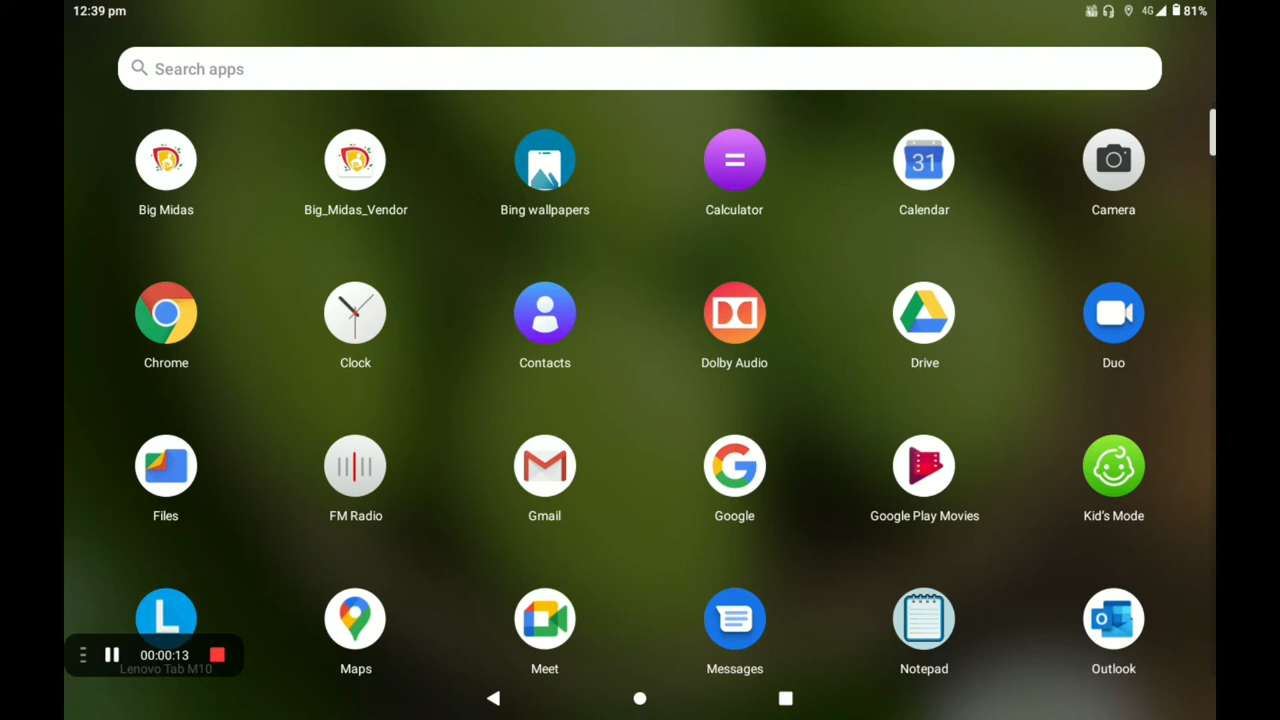 12:39 pm
4G 81%
Search apps
Big Midas
Big_Midas_Vendor
Bing wallpapers
Calculator
31
Calendar
Camera
Chrome
Clock
Contacts
Dolby Audio
Drive
Duo
Files
FM Radio
Gmail
Google
Google Play Movies
Kid's Mode
L
00:00:13
Lenovo Tab M10
Maps
Meet
Messages
Notepad
Outlook